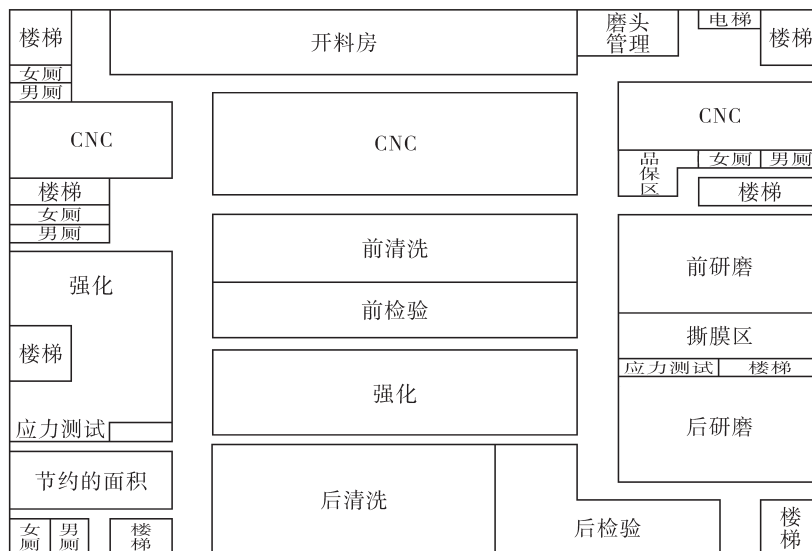 楼梯
开料房
磨头
管理
电梯
楼梯
女厕
男厕
CNC
CNC
CNC
品
保
区
女厕
男厕
楼梯
楼梯
女厕
男厕
前清洗
前研磨
强化
前检验
楼梯
撕膜区
应力测试
楼梯
强化
应力测试
后研磨
节约的面积
后清洗
后检验
女
厕
男
厕
楼
梯
楼
梯